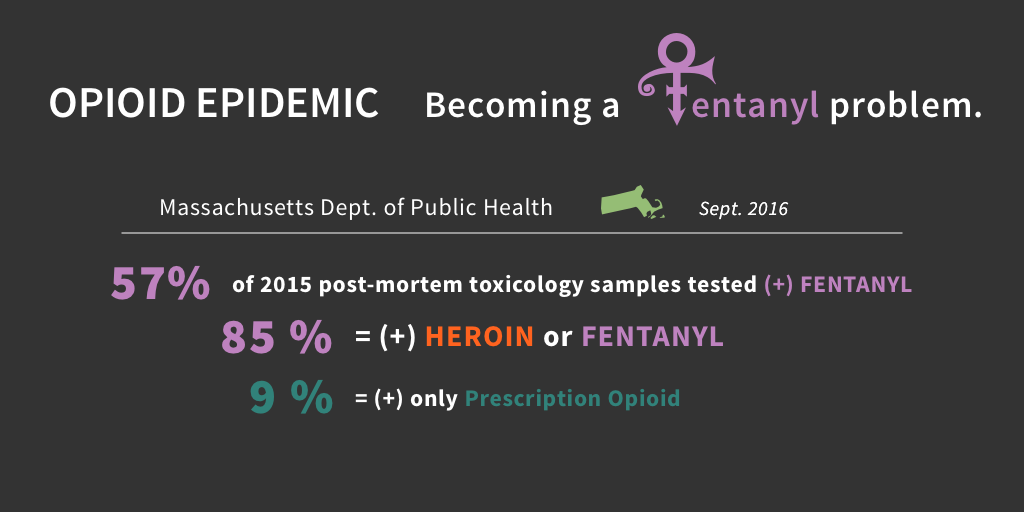 OPIOID EPIDEMIC Becoming a fentanyl problem.
Massachusetts Dept. of Public Health Sept. 2016
57% of 2015 post-mortem toxicology samples tested (+) FENTANYL
85 % = (+) HEROIN or FENTANYL
9 % = (+) only Prescription Opioid